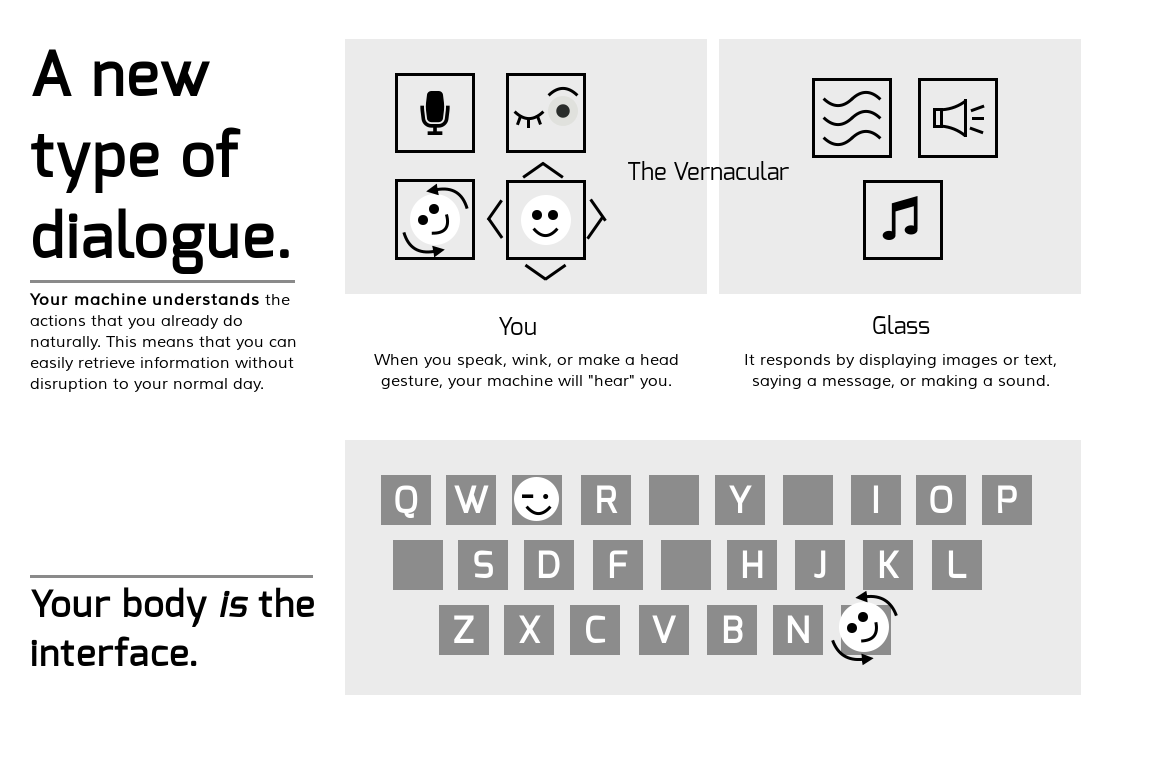 A new
type of
dialogue.
Your machine understands the
actions that you already do
naturally. This means that you can
easily retrieve information without
disruption to your normal day.
The Vernacular
You
When you speak, wink, or make a head
gesture, your machine will "hear" you.
Glass
It responds by displaying images or text,
saying a message, or making a sound.
Your body is the
interface.
Q W R Y I O P
S D F H J K L
Z X C V B N